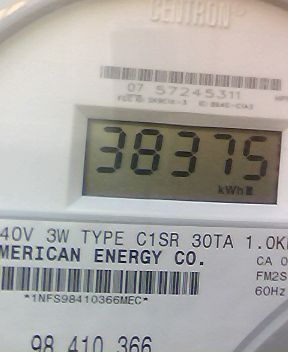 CENTRON®
07 57245311
38375
kWh
40V 3W TYPE C1SR 30TA 1.0K
MERICAN ENERGY CO.
CA 0
FM2S
*1NFS98410366MEC*
60Hz
98 410 366